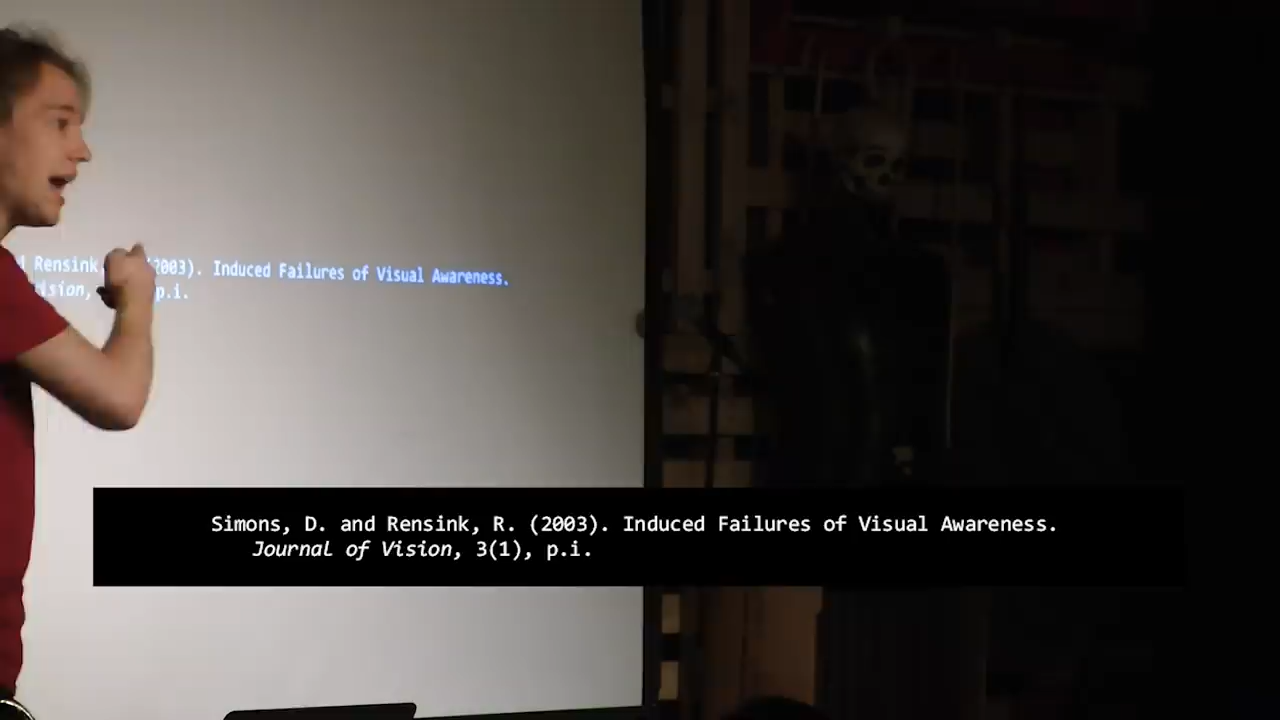 Rensink, 2003). Induced Failures of Visual Awareness.
ision, p.i.
Simons, D. and Rensink, R. (2003). Induced Failures of Visual Awareness.
Journal of Vision, 3(1), p.i.